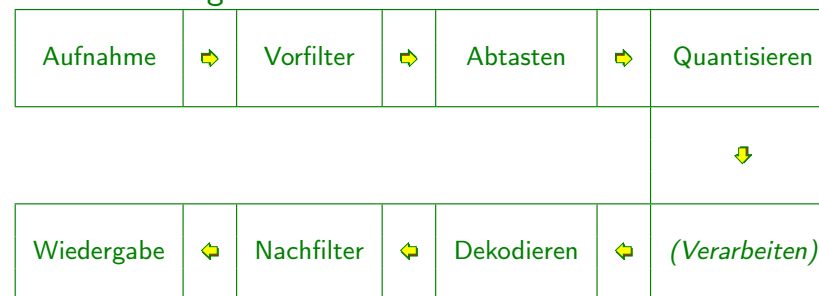 Aufnahme Vorfilter Abtasten Quantisieren
Wiedergabe Nachfilter Dekodieren (Verarbeiten)